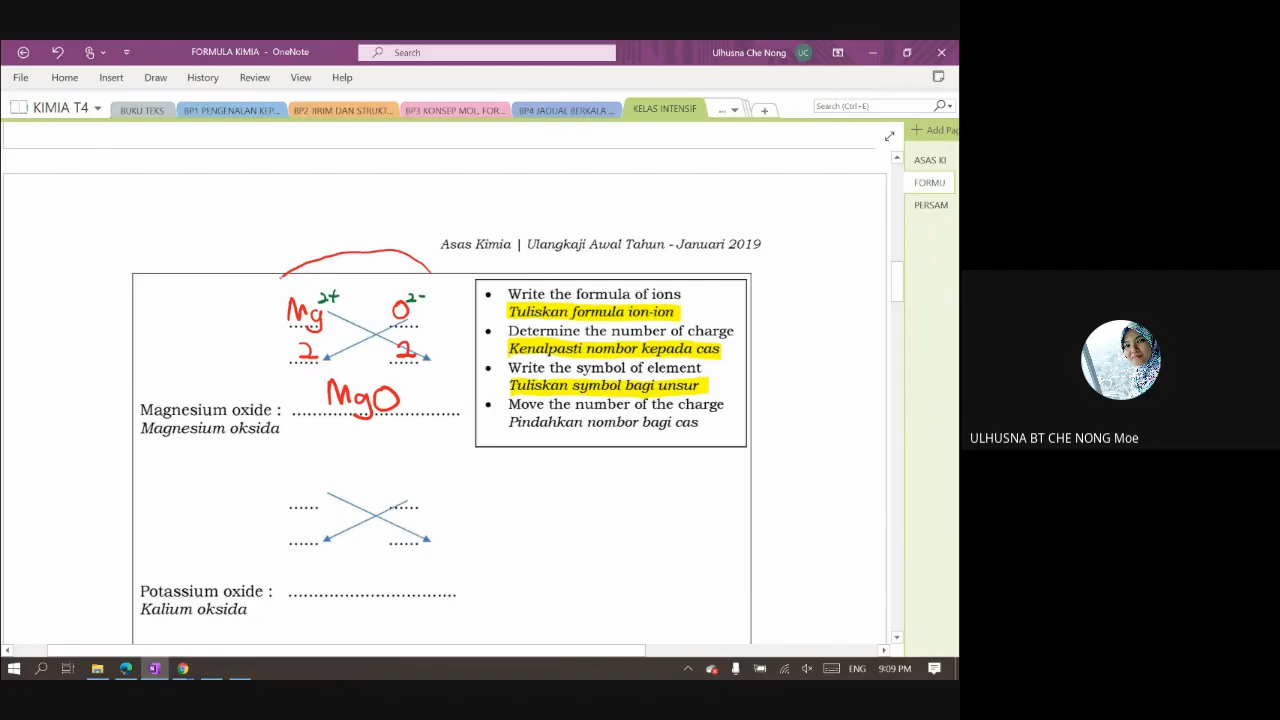 FORMULA KIMIA - OneNote
Search
Ulhusna Che Nong
UC
File Home Insert Draw History Review View Help
KIMIA T4
BUKU TEKS
BP1 PENGENALAN KEP...
BP2 JIRIM DAN STRUKT...
BP3 KONSEP MOL, FOR...
BP4 JADUAL BERKALA ...
KELAS INTENSIF
...
Search (Ctrl+E)
Add Pag
ASAS KI
FORMU
PERSAM
Asas Kimia | Ulangkaji Awal Tahun - Januari 2019
Mg2+ O2-
...... ......
2 2
...... ......
MgO
Magnesium oxide : .................................
Magnesium oksida
• Write the formula of ions
Tuliskan formula ion-ion
• Determine the number of charge
Kenalpasti nombor kepada cas
• Write the symbol of element
Tuliskan symbol bagi unsur
• Move the number of the charge
Pindahkan nombor bagi cas
...... ......
...... ......
Potassium oxide : .................................
Kalium oksida
ENG 9:09 PM
ULHUSNA BT CHE NONG Moe